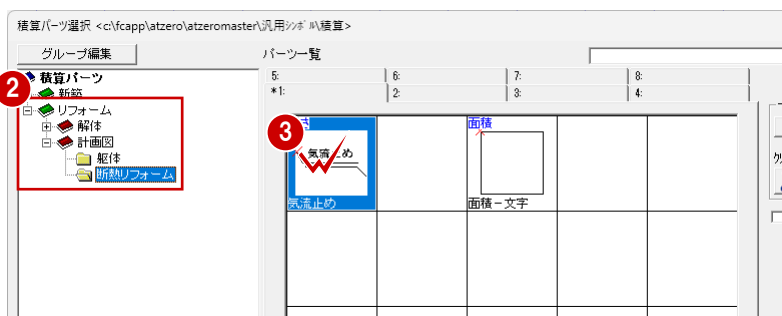 積算パーツ選択 <c:\fcapp\atzero\atzeromaster\汎用ｼﾝﾎﾞﾙ\積算>
グループ編集
パーツ一覧
5: 6: 7: 8:
*1: 2: 3: 4:
2
積算パーツ
新築
リフォーム
解体
計画図
躯体
断熱リフォーム
3
気流止め
気流止め
面積
面積－文字